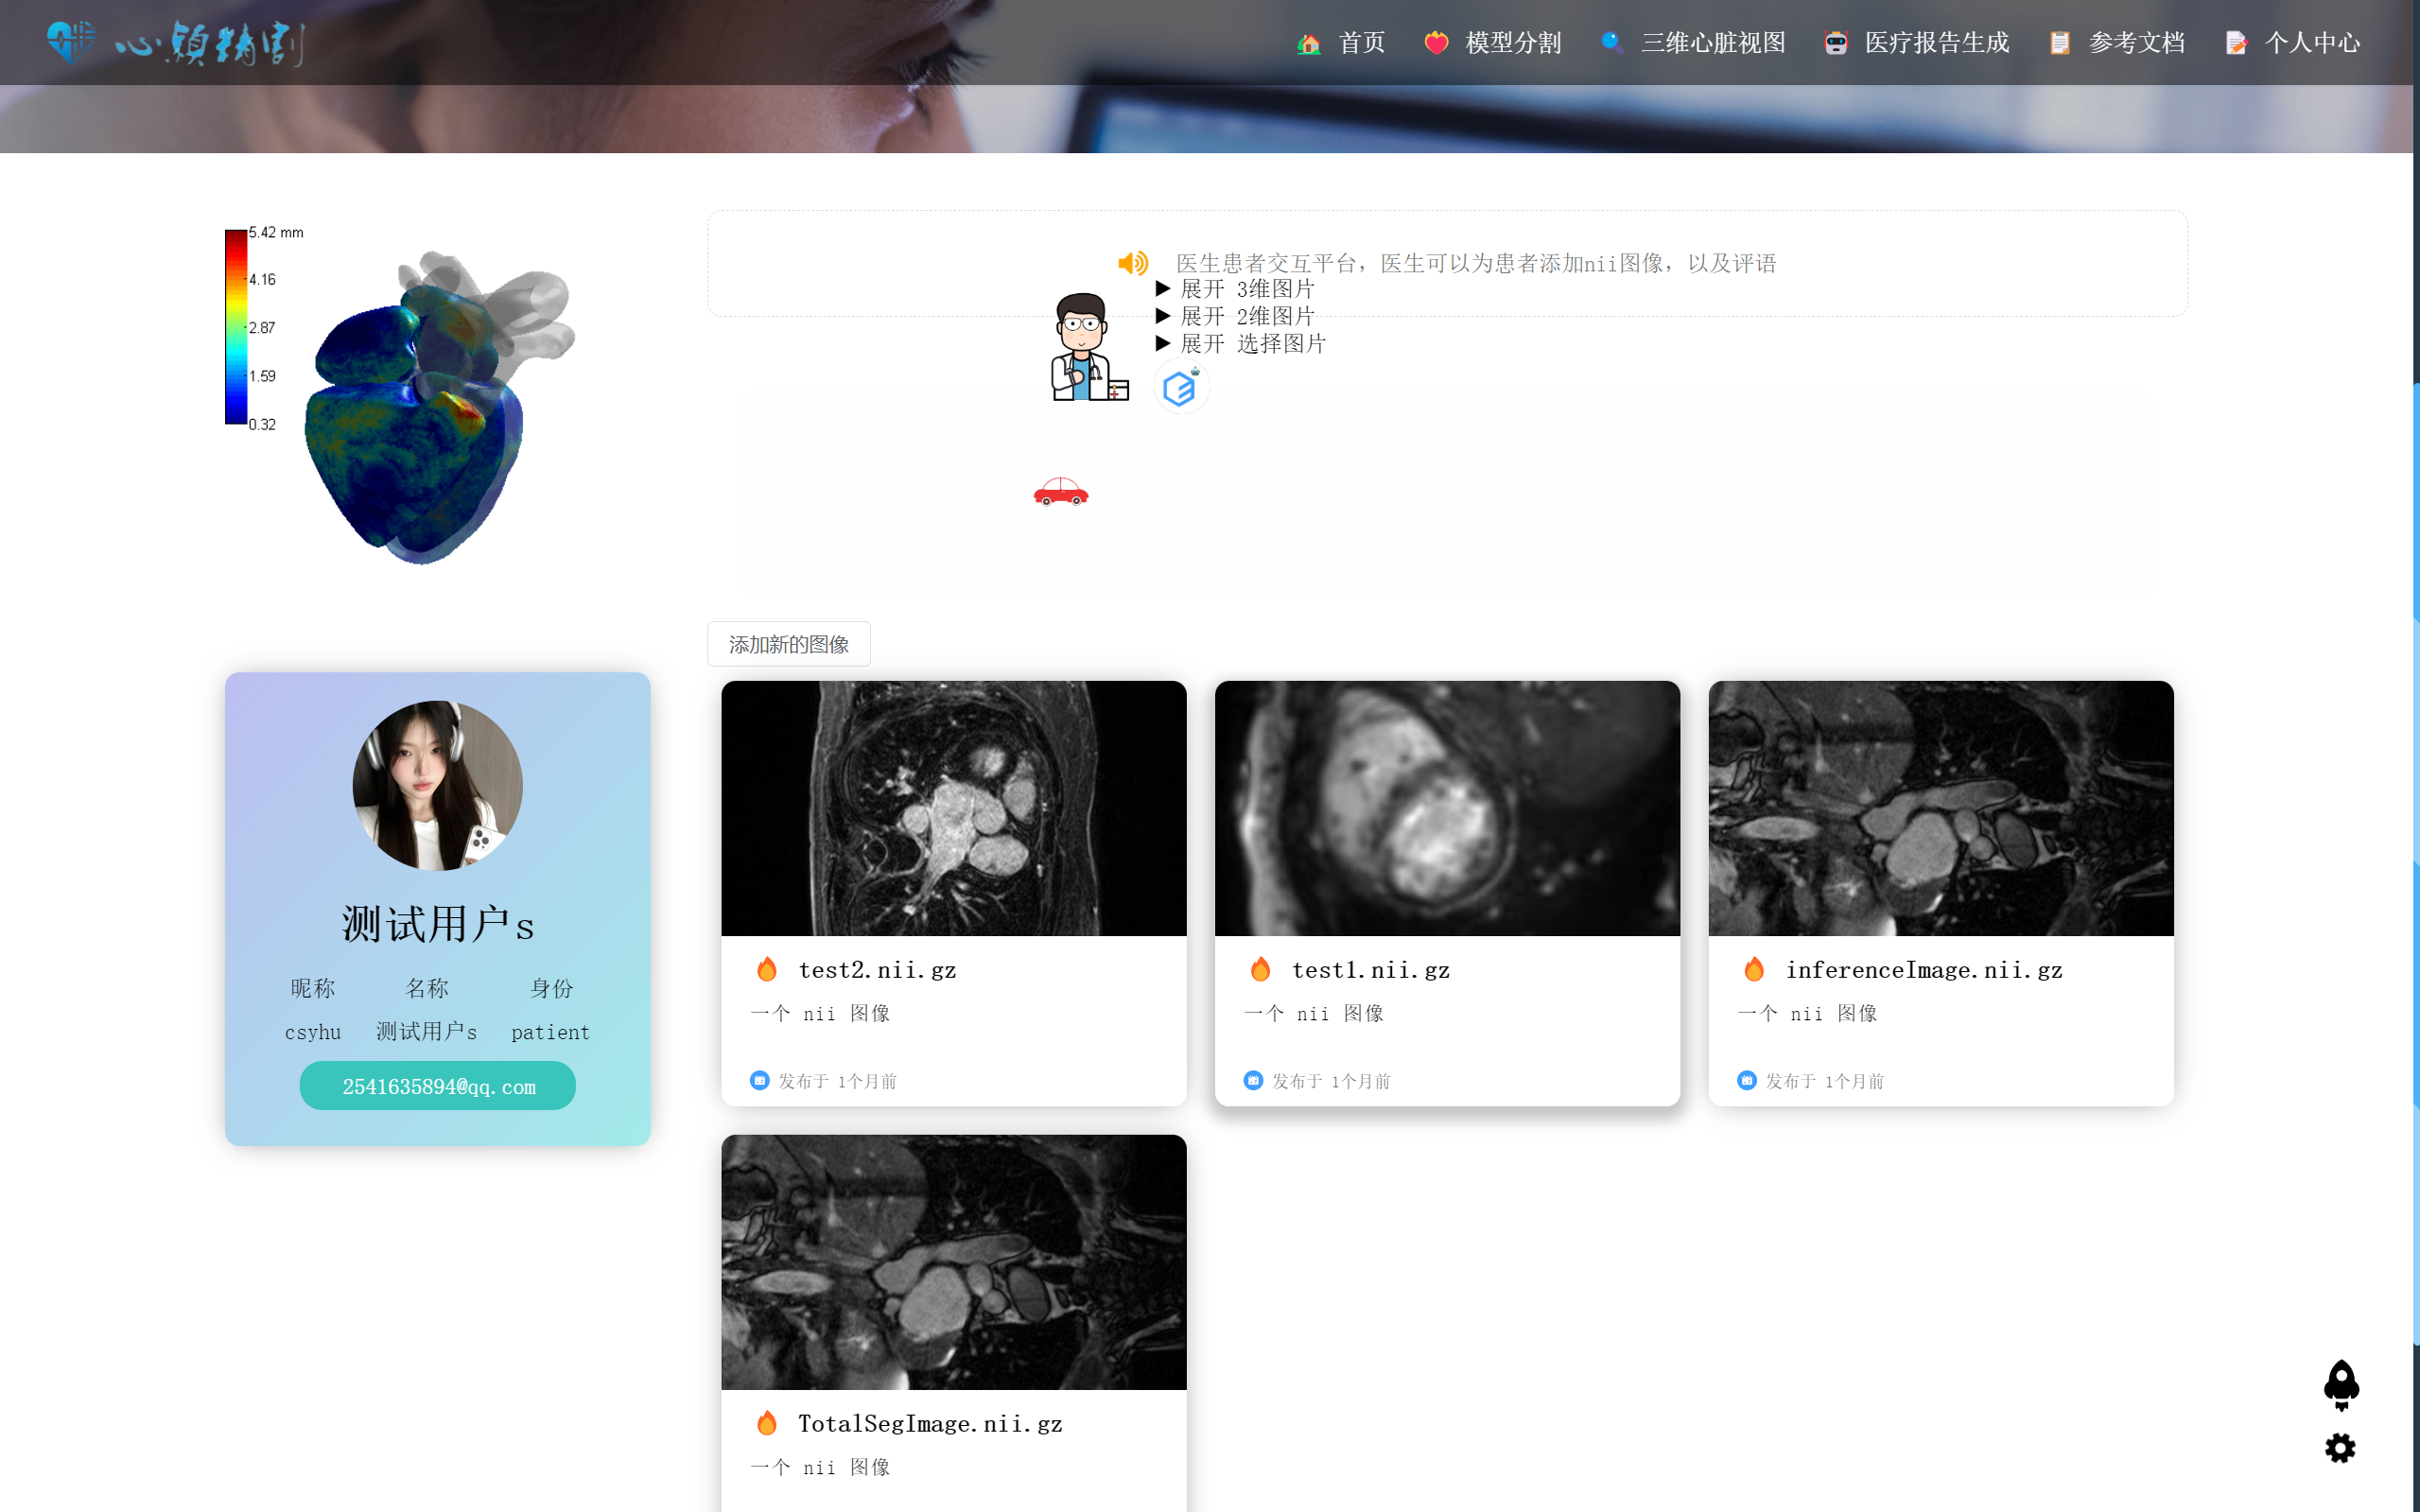 心颖精割
首页
模型分割
三维心脏视图
医疗报告生成
参考文档
个人中心
5.42 mm
4.16
2.87
1.59
0.32
医生患者交互平台，医生可以为患者添加nii图像，以及评语
▶ 展开 3维图片
▶ 展开 2维图片
▶ 展开 选择图片
添加新的图像
测试用户s
昵称 名称 身份
csyhu 测试用户s patient
2541635894@qq.com
test2.nii.gz
一个 nii 图像
发布于 1个月前
test1.nii.gz
一个 nii 图像
发布于 1个月前
inferenceImage.nii.gz
一个 nii 图像
发布于 1个月前
TotalSegImage.nii.gz
一个 nii 图像